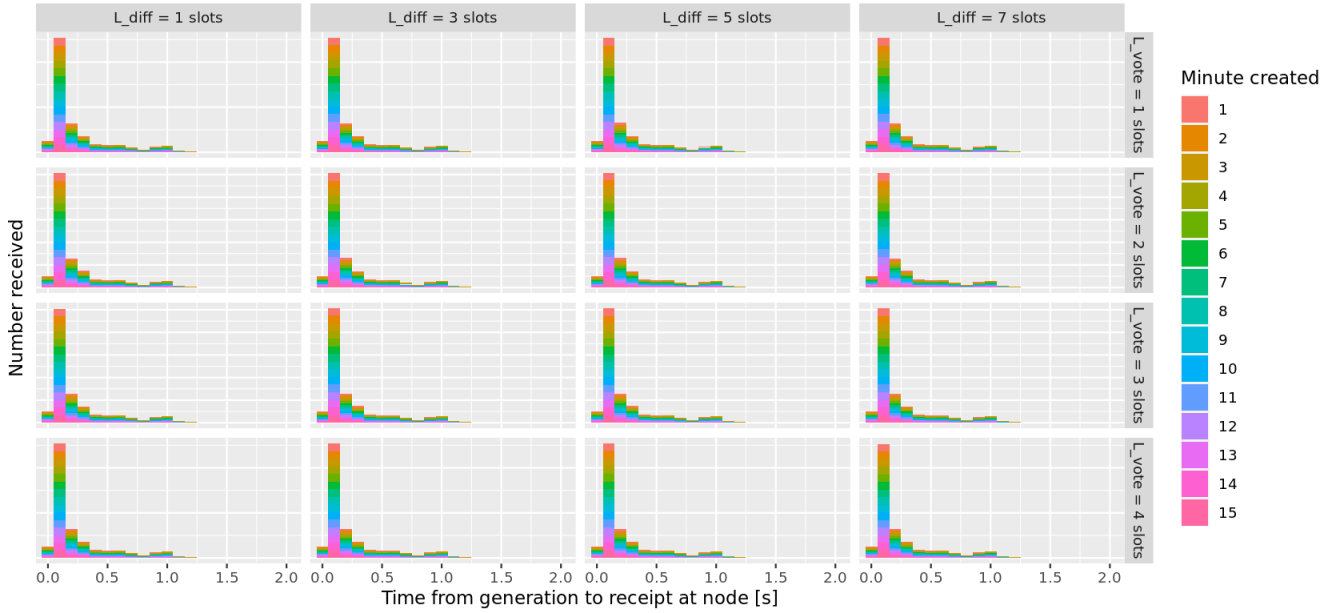 L_diff = 1 slots
L_diff = 3 slots
L_diff = 5 slots
L_diff = 7 slots
L_vote = 1 slots
L_vote = 2 slots
L_vote = 3 slots
L_vote = 4 slots
Number received
0.0 0.5 1.0 1.5 2.0
0.0 0.5 1.0 1.5 2.0
0.0 0.5 1.0 1.5 2.0
0.0 0.5 1.0 1.5 2.0
Time from generation to receipt at node [s]
Minute created
1
2
3
4
5
6
7
8
9
10
11
12
13
14
15